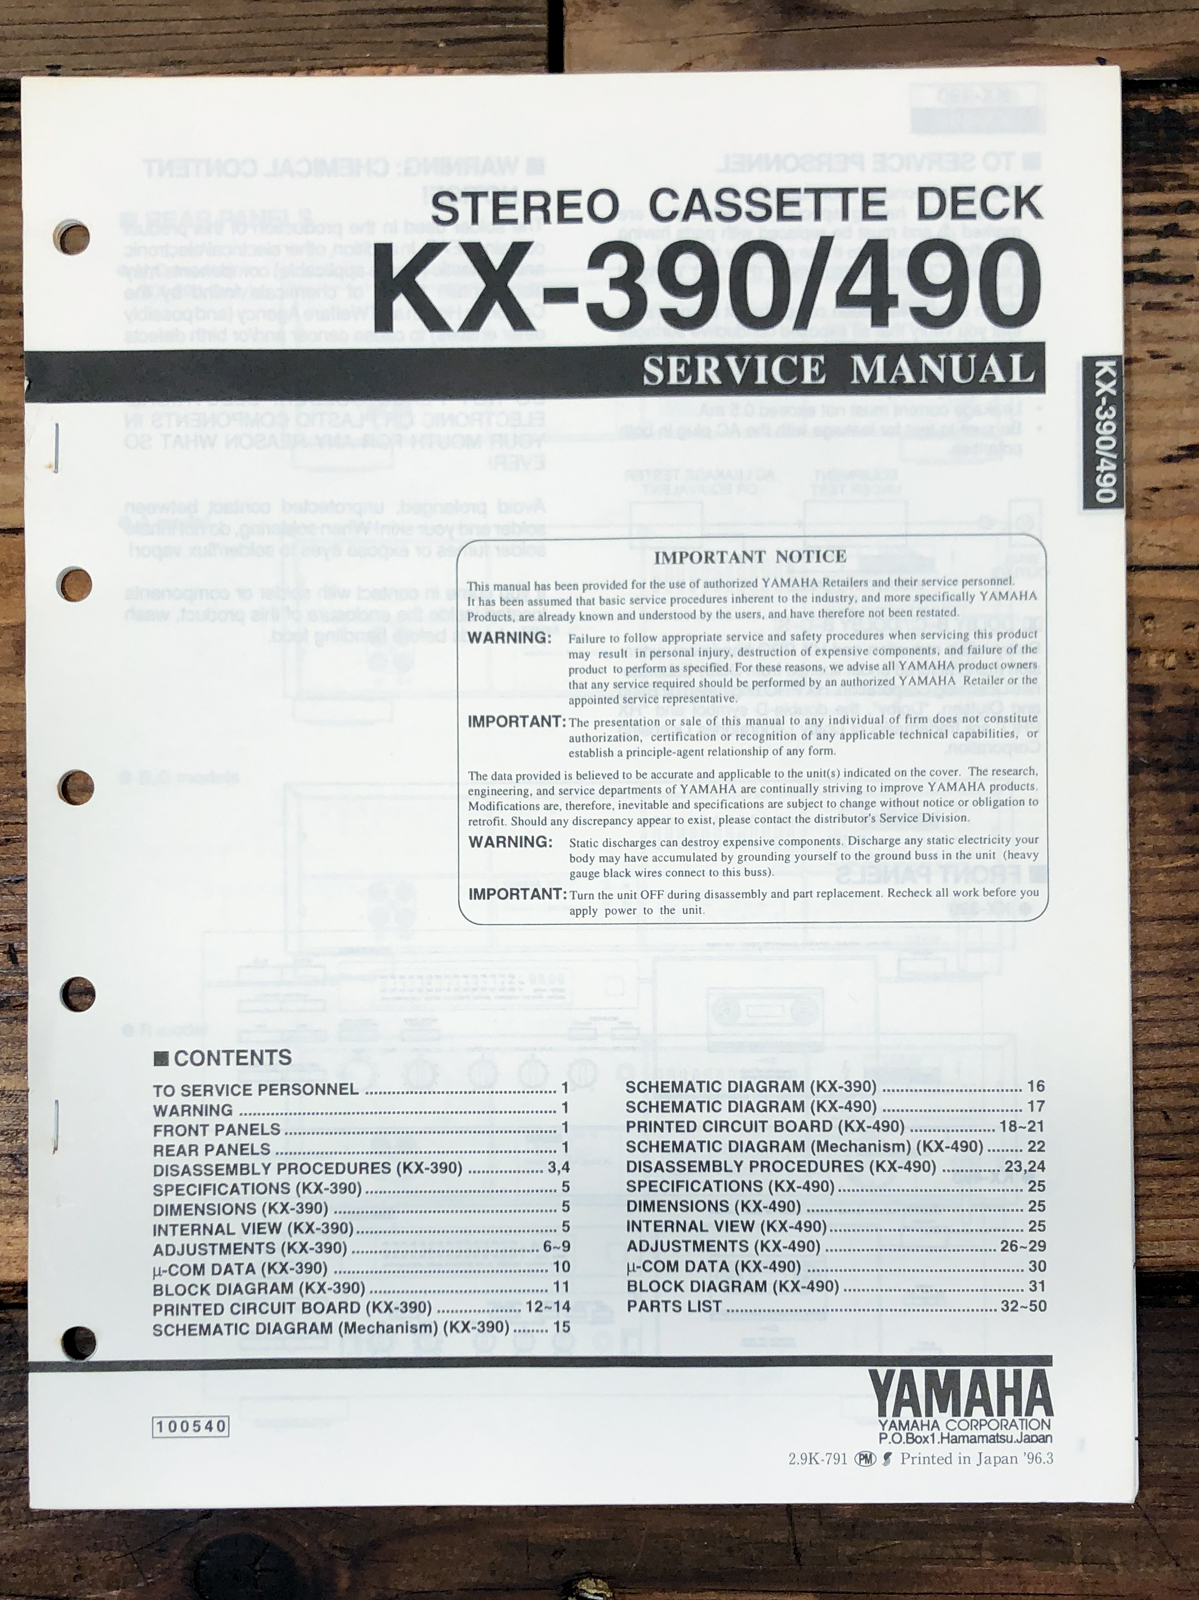 STEREO CASSETTE DECK
KX-390/490
SERVICE MANUAL
KX-390/490
IMPORTANT NOTICE
This manual has been provided for the use of authorized YAMAHA Retailers and their service personnel.
It has been assumed that basic service procedures inherent to the industry, and more specifically YAMAHA
Products, are already known and understood by the users, and have therefore not been restated.
WARNING: Failure to follow appropriate service and safety procedures when servicing this product
may result in personal injury, destruction of expensive components, and failure of the
product to perform as specified. For these reasons, we advise all YAMAHA product owners
that any service required should be performed by an authorized YAMAHA Retailer or the
appointed service representative.
IMPORTANT: The presentation or sale of this manual to any individual of firm does not constitute
authorization, certification or recognition of any applicable technical capabilities, or
establish a principle-agent relationship of any form.
The data provided is believed to be accurate and applicable to the unit(s) indicated on the cover. The research,
engineering, and service departments of YAMAHA are continually striving to improve YAMAHA products.
Modifications are, therefore, inevitable and specifications are subject to change without notice or obligation to
retrofit. Should any discrepancy appear to exist, please contact the distributor's Service Division.
WARNING: Static discharges can destroy expensive components. Discharge any static electricity your
body may have accumulated by grounding yourself to the ground buss in the unit (heavy
gauge black wires connect to this buss).
IMPORTANT: Turn the unit OFF during disassembly and part replacement. Recheck all work before you
apply power to the unit.
■ CONTENTS
TO SERVICE PERSONNEL ........ 1
WARNING ........ 1
FRONT PANELS ........ 1
REAR PANELS ........ 1
DISASSEMBLY PROCEDURES (KX-390) ........ 3,4
SPECIFICATIONS (KX-390) ........ 5
DIMENSIONS (KX-390) ........ 5
INTERNAL VIEW (KX-390) ........ 5
ADJUSTMENTS (KX-390) ........ 6~9
μ-COM DATA (KX-390) ........ 10
BLOCK DIAGRAM (KX-390) ........ 11
PRINTED CIRCUIT BOARD (KX-390) ........ 12~14
SCHEMATIC DIAGRAM (Mechanism) (KX-390) ........ 15
SCHEMATIC DIAGRAM (KX-390) ........ 16
SCHEMATIC DIAGRAM (KX-490) ........ 17
PRINTED CIRCUIT BOARD (KX-490) ........ 18~21
SCHEMATIC DIAGRAM (Mechanism) (KX-490) ........ 22
DISASSEMBLY PROCEDURES (KX-490) ........ 23,24
SPECIFICATIONS (KX-490) ........ 25
DIMENSIONS (KX-490) ........ 25
INTERNAL VIEW (KX-490) ........ 25
ADJUSTMENTS (KX-490) ........ 26~29
μ-COM DATA (KX-490) ........ 30
BLOCK DIAGRAM (KX-490) ........ 31
PARTS LIST ........ 32~50
100540
YAMAHA
YAMAHA CORPORATION
P.O.Box1.Hamamatsu.Japan
2.9K-791 PM Printed in Japan '96.3